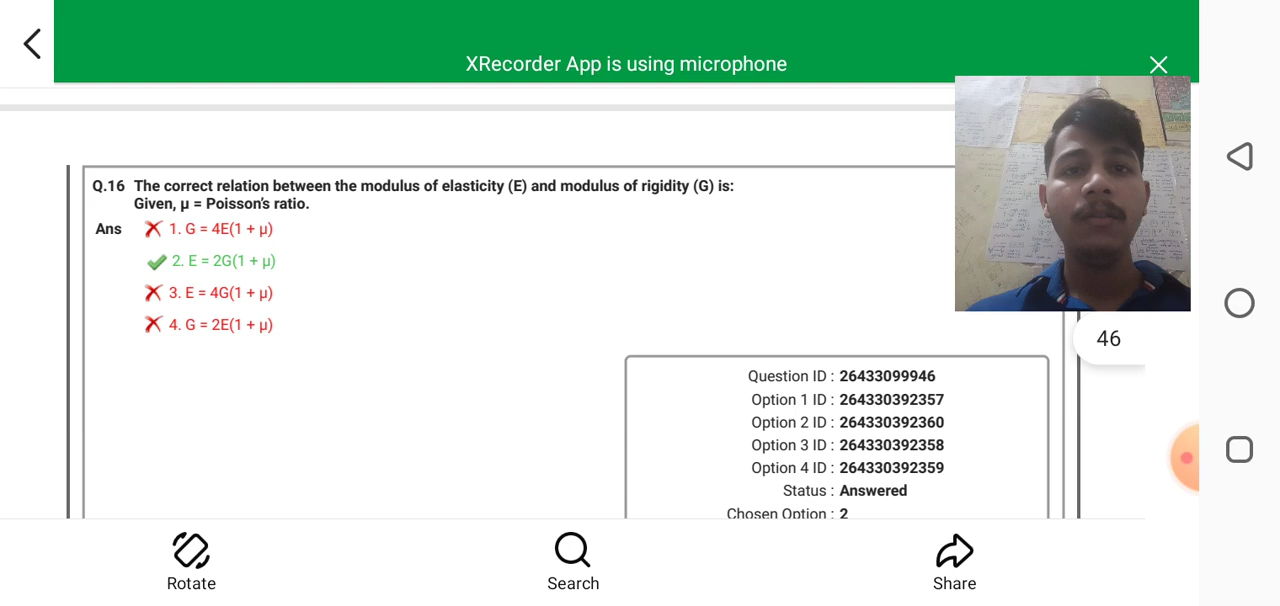 XRecorder App is using microphone
Q.16 The correct relation between the modulus of elasticity (E) and modulus of rigidity (G) is:
Given, μ = Poisson's ratio.
Ans 1. G = 4E(1 + μ)
2. E = 2G(1 + μ)
3. E = 4G(1 + μ)
4. G = 2E(1 + μ)
46
Question ID : 26433099946
Option 1 ID : 264330392357
Option 2 ID : 264330392360
Option 3 ID : 264330392358
Option 4 ID : 264330392359
Status : Answered
Chosen Option : 2
Rotate
Search
Share